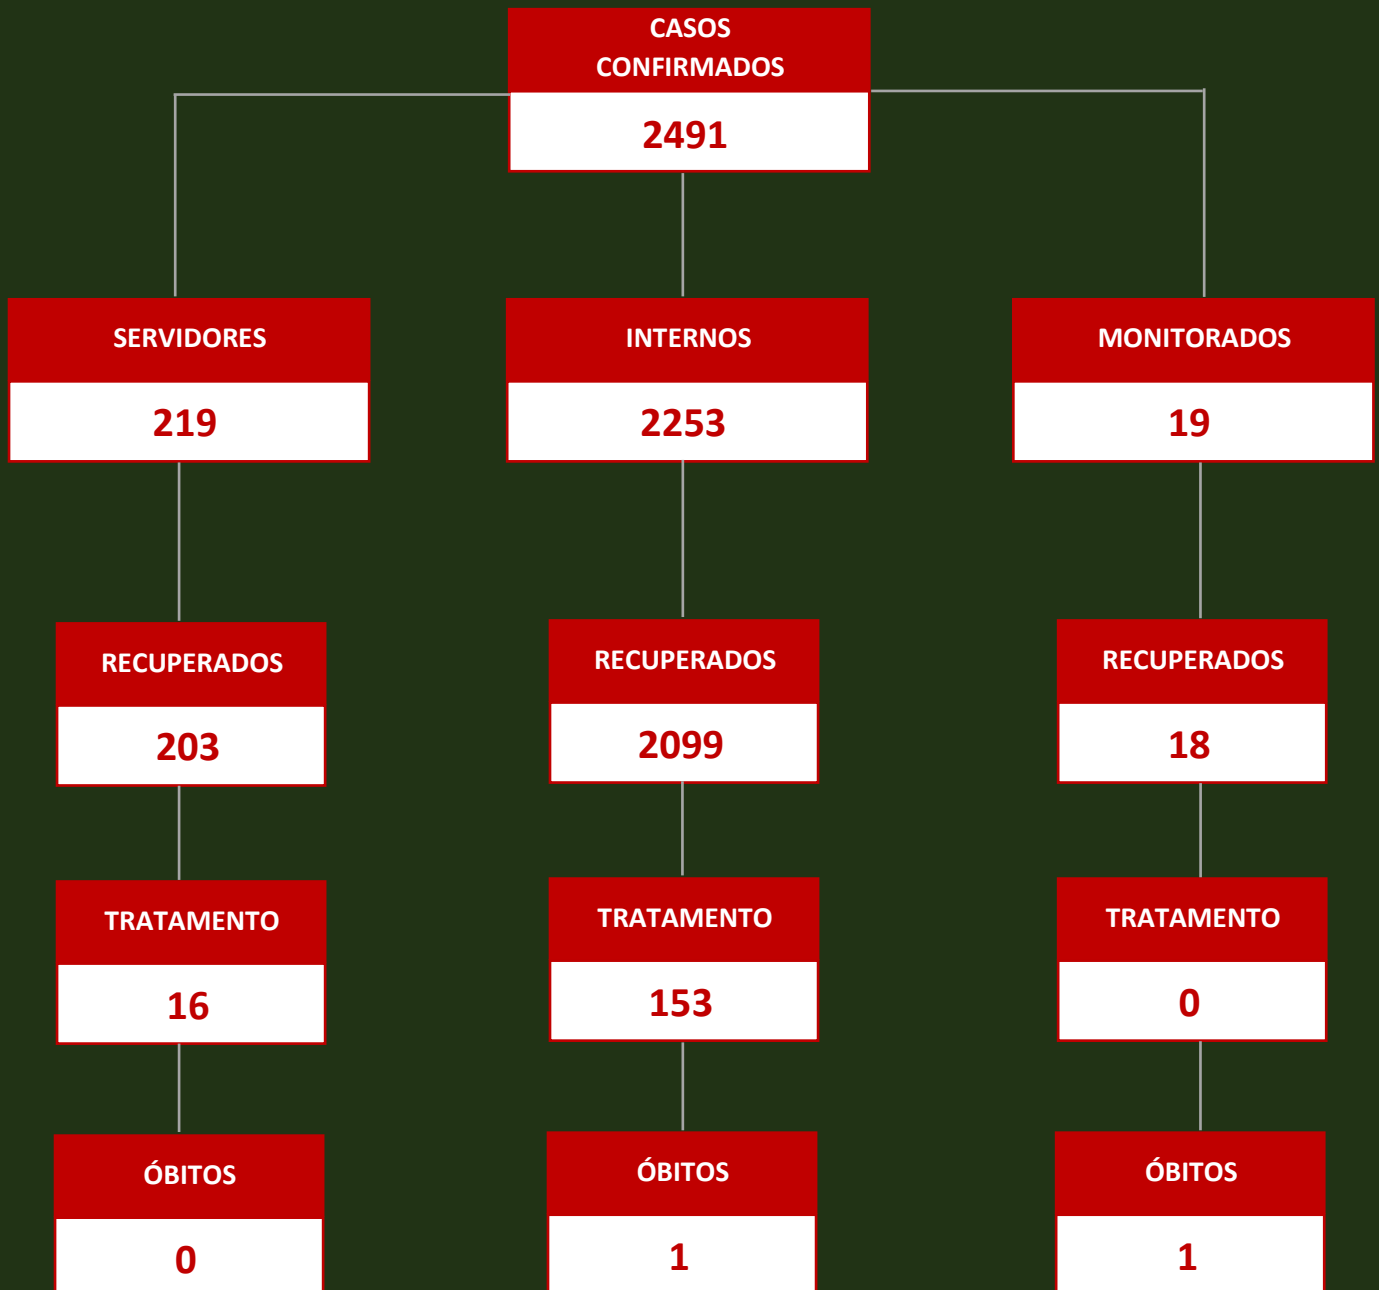 CASOS
CONFIRMADOS
2491
SERVIDORES
INTERNOS
MONITORADOS
219
2253
19
RECUPERADOS
RECUPERADOS
RECUPERADOS
203
2099
18
TRATAMENTO
TRATAMENTO
TRATAMENTO
16
153
0
ÓBITOS
ÓBITOS
ÓBITOS
0
1
1